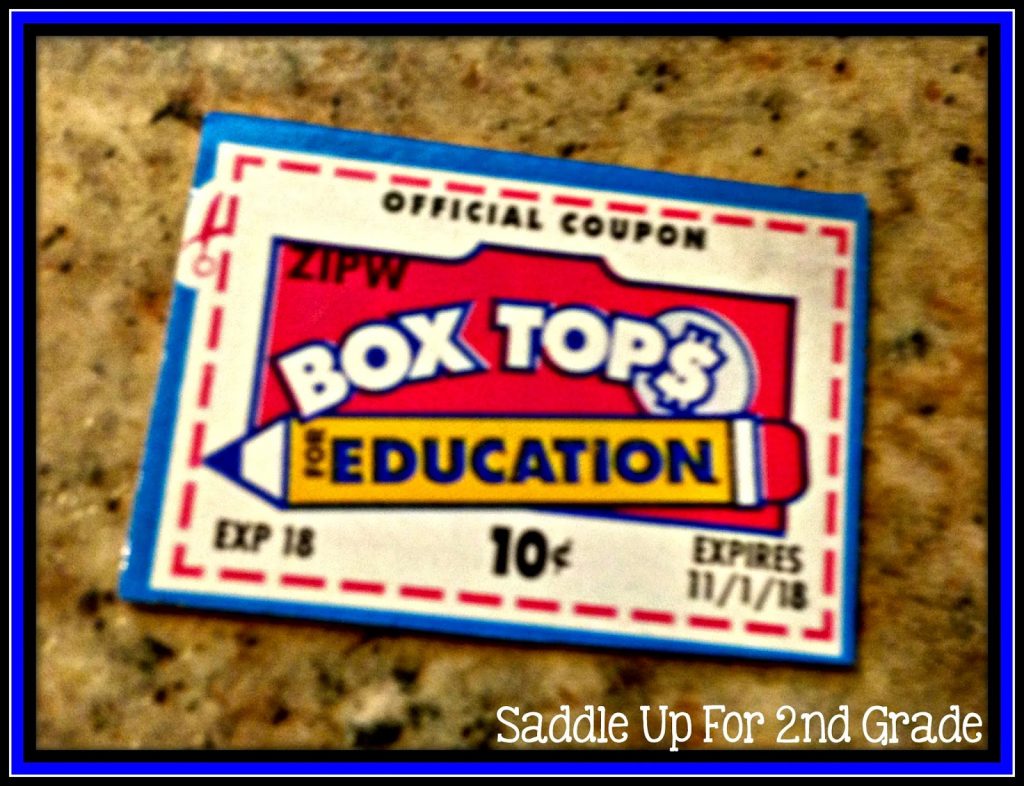 OFFICIAL COUPON
ZIPW
BOX TOP$
FOR EDUCATION
EXP 18
10¢
EXPIRES
11/1/18
Saddle Up For 2nd Grade